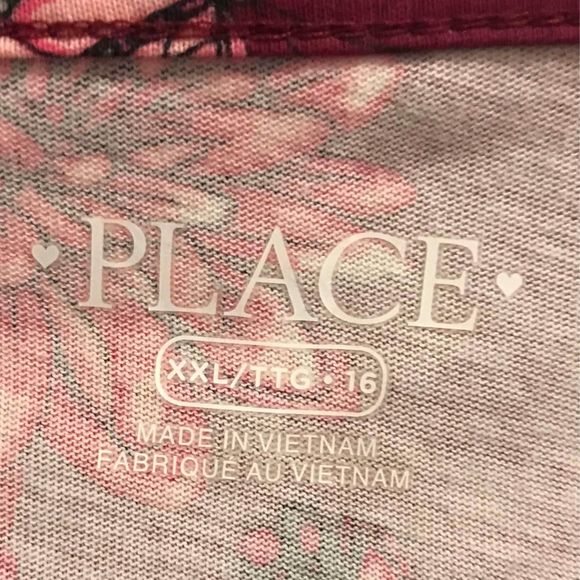 PLACE
XXL/TTG • 16
MADE IN VIETNAM
FABRIQUÉ AU VIETNAM